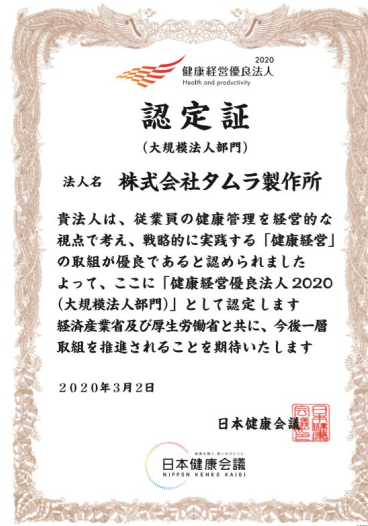 2020
健康経営優良法人
Health and productivity
認定証
(大規模法人部門)
法人名 株式会社タムラ製作所
貴法人は、従業員の健康管理を経営的な
視点で考え、戦略的に実践する「健康経営」
の取組が優良であると認められました
よって、ここに「健康経営優良法人2020
(大規模法人部門)」として認定します
経済産業省及び厚生労働省と共に、今後一層
取組を推進されることを期待いたします
2020年3月2日
日本健康会議
日本健康会議
NIPPON KENKO KAIGI